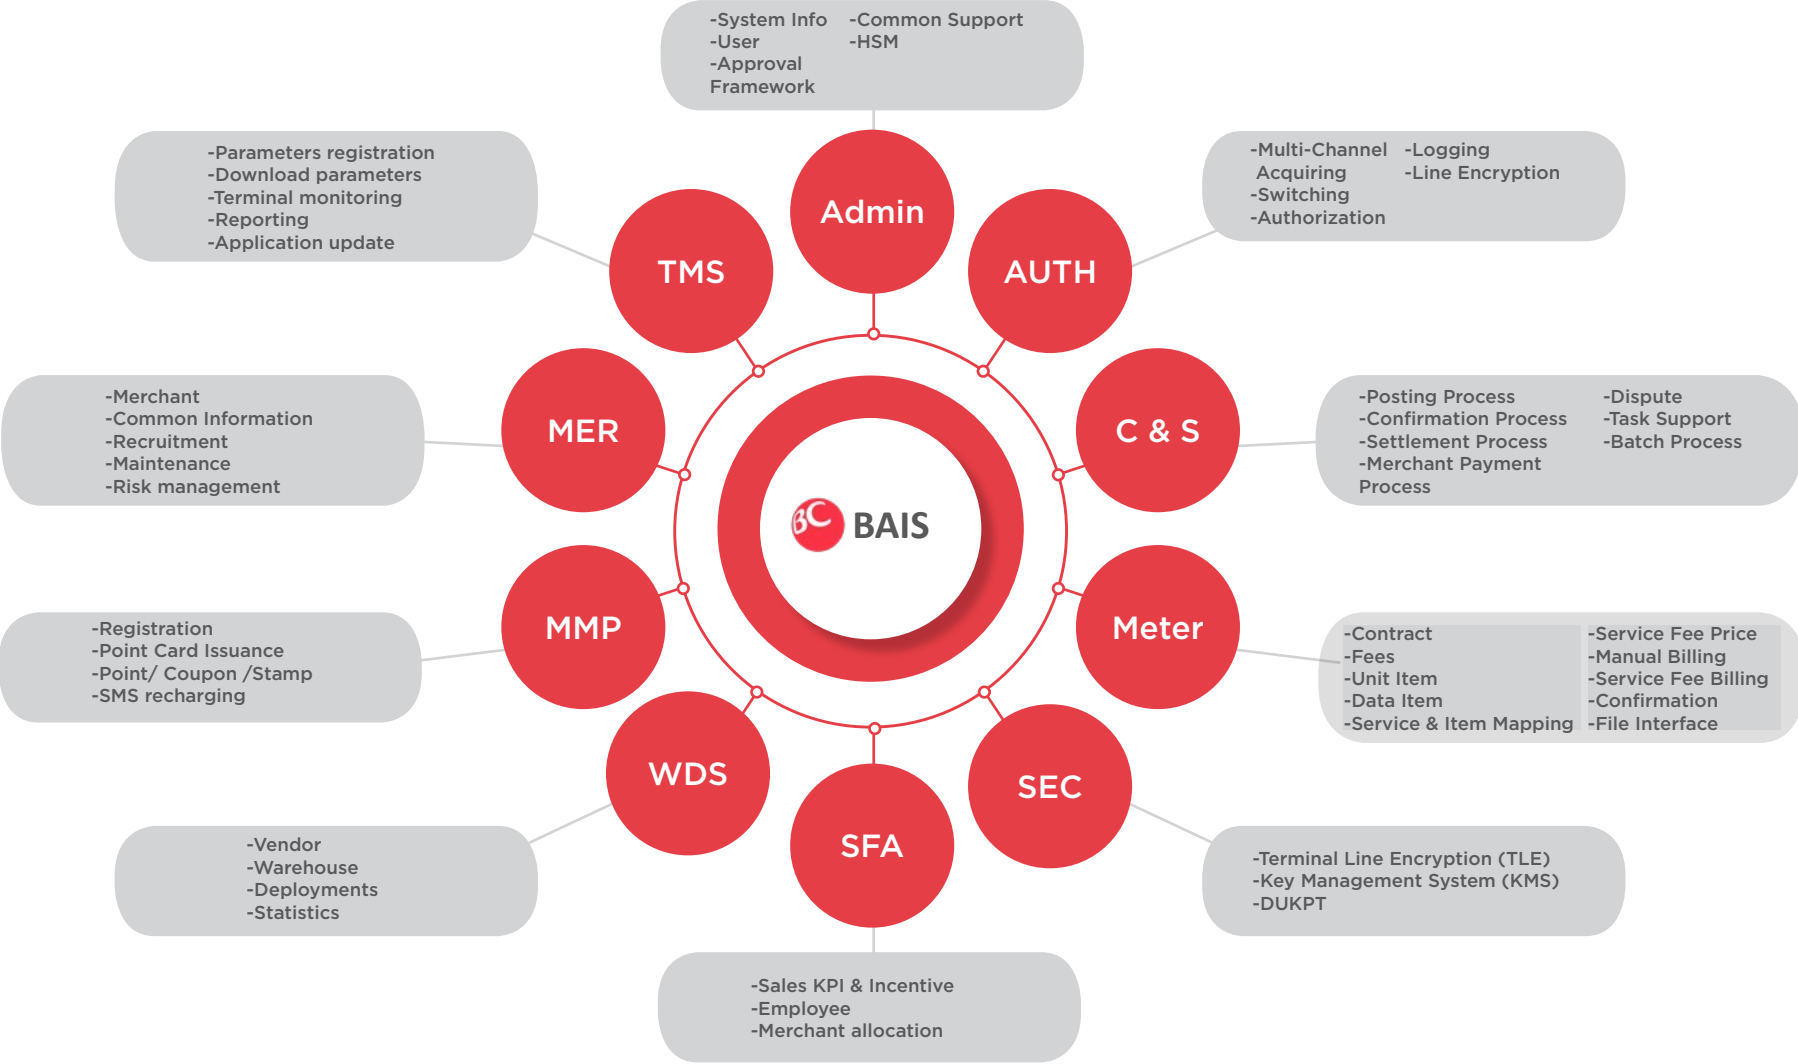 -System Info
-User
-Approval
Framework
-Common Support
-HSM
Admin
-Multi-Channel
Acquiring
-Switching
-Authorization
-Logging
-Line Encryption
AUTH
-Posting Process
-Confirmation Process
-Settlement Process
-Merchant Payment
Process
-Dispute
-Task Support
-Batch Process
C & S
-Contract
-Fees
-Unit Item
-Data Item
-Service & Item Mapping
-Service Fee Price
-Manual Billing
-Service Fee Billing
-Confirmation
-File Interface
Meter
-Terminal Line Encryption (TLE)
-Key Management System (KMS)
-DUKPT
SEC
-Sales KPI & Incentive
-Employee
-Merchant allocation
SFA
-Vendor
-Warehouse
-Deployments
-Statistics
WDS
-Registration
-Point Card Issuance
-Point/ Coupon /Stamp
-SMS recharging
MMP
-Merchant
-Common Information
-Recruitment
-Maintenance
-Risk management
MER
-Parameters registration
-Download parameters
-Terminal monitoring
-Reporting
-Application update
TMS
BC BAIS